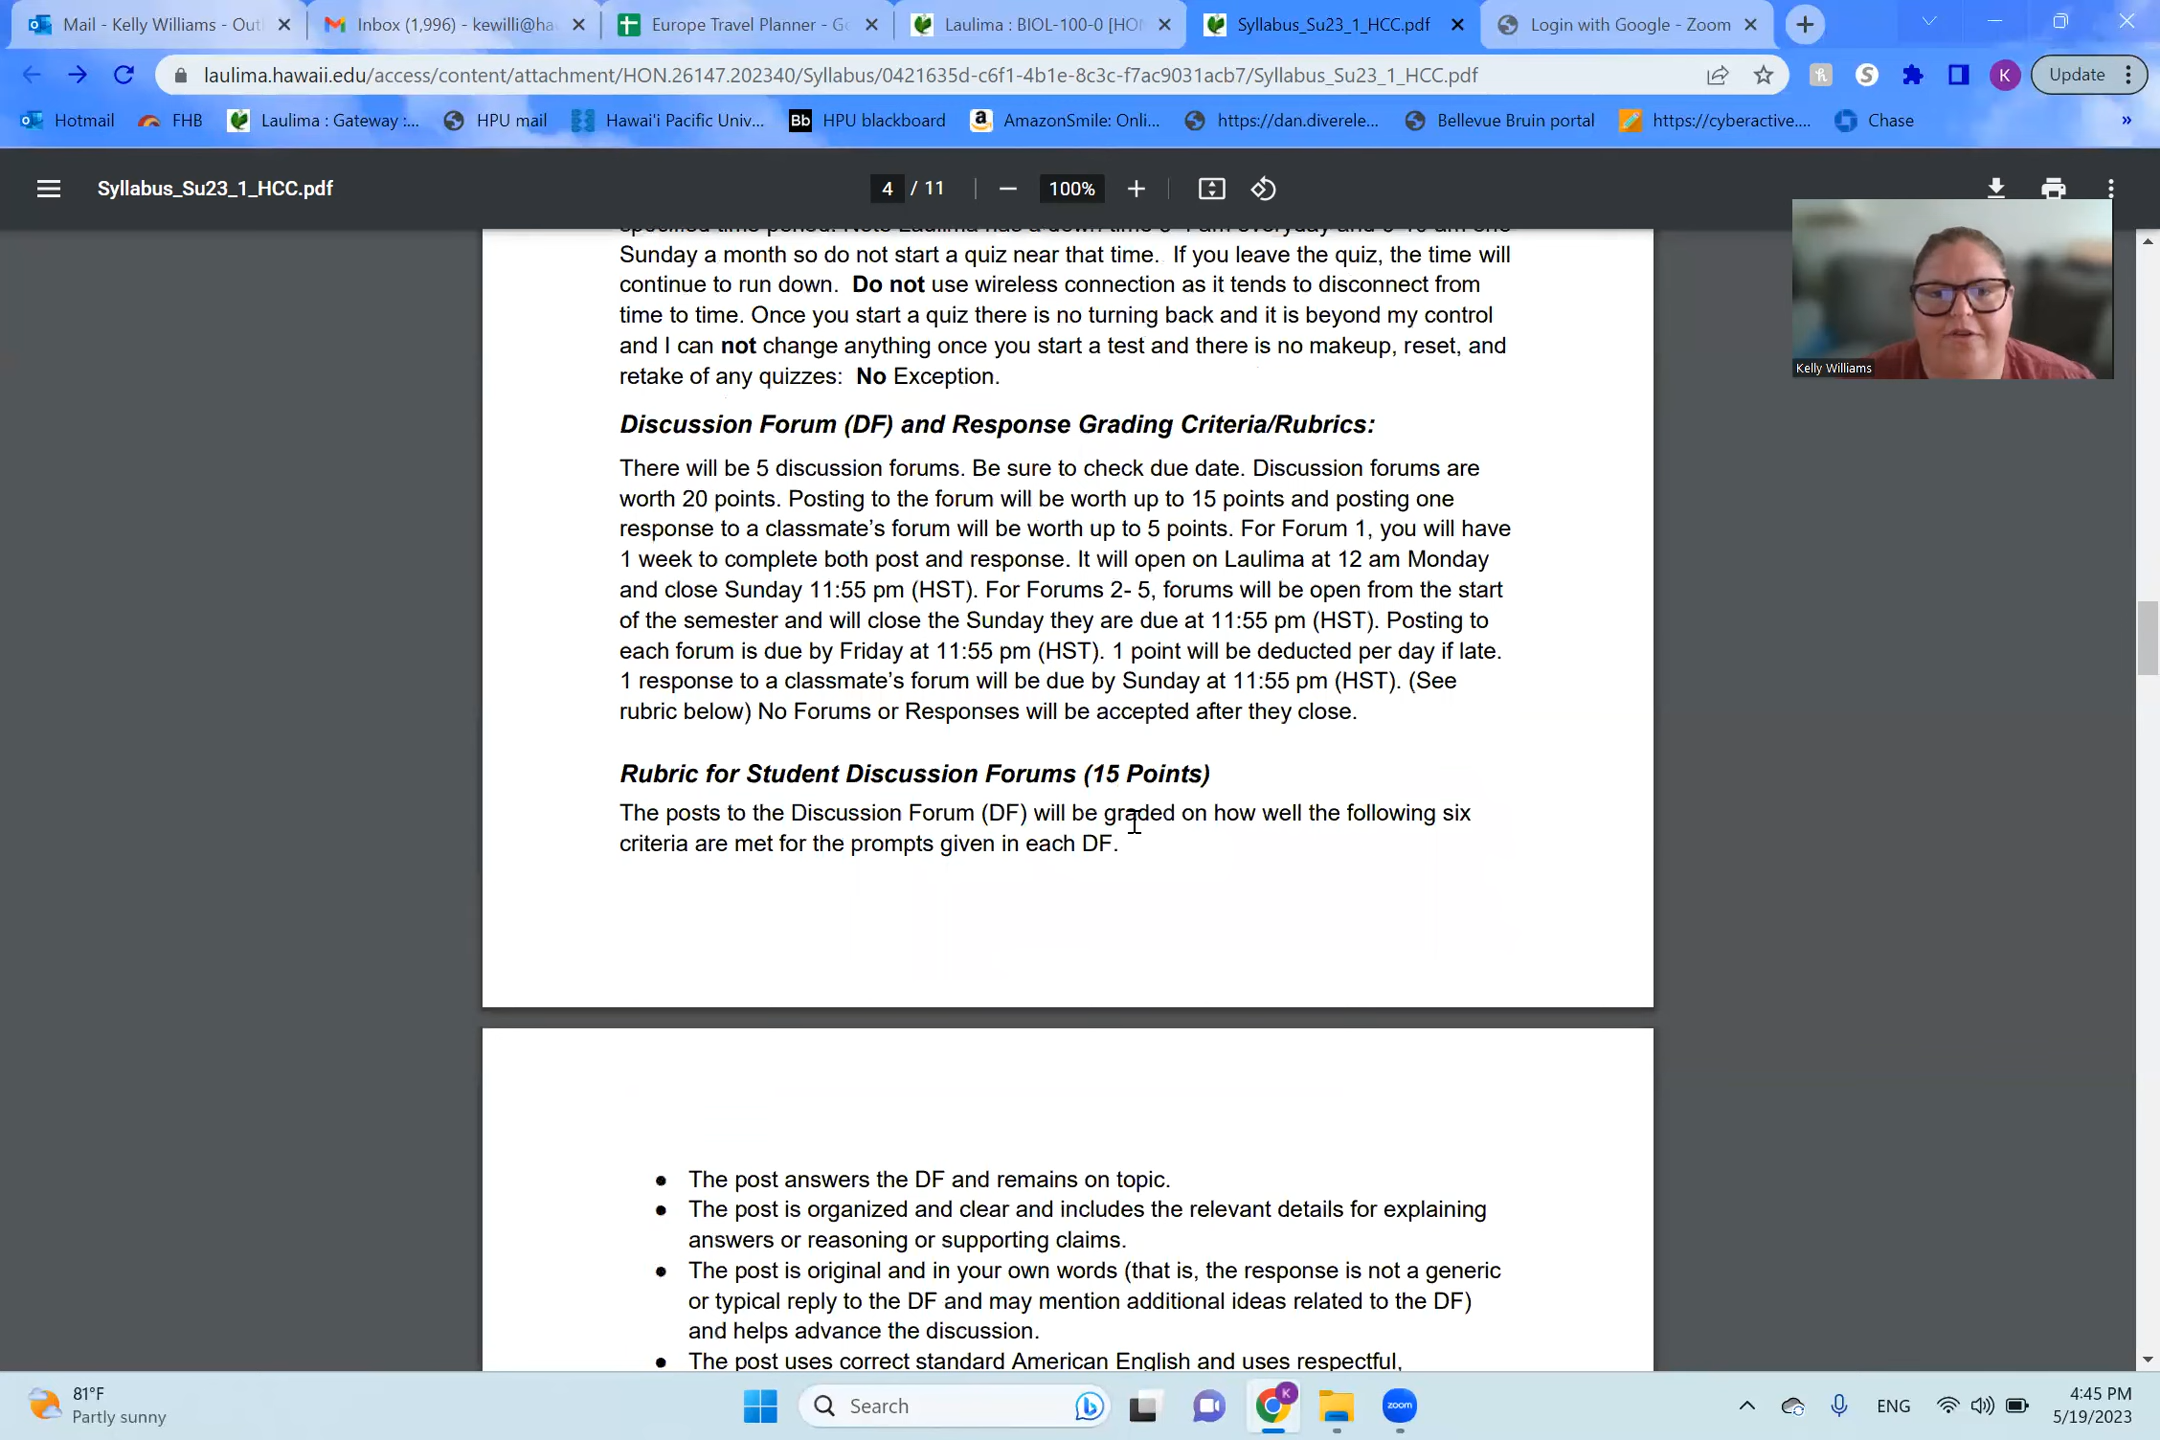 Mail - Kelly Williams - Outl
Inbox (1,996) - kewilli@ha
Europe Travel Planner - Go
Laulima : BIOL-100-0 [HON
Syllabus_Su23_1_HCC.pdf
Login with Google - Zoom
laulima.hawaii.edu/access/content/attachment/HON.26147.202340/Syllabus/0421635d-c6f1-4b1e-8c3c-f7ac9031acb7/Syllabus_Su23_1_HCC.pdf
K
Update
Hotmail
FHB
Laulima : Gateway :...
HPU mail
Hawai'i Pacific Univ...
Bb HPU blackboard
AmazonSmile: Onli...
https://dan.diverele...
Bellevue Bruin portal
https://cyberactive....
Chase
»
Syllabus_Su23_1_HCC.pdf
4 / 11
100%
Kelly Williams
Sunday a month so do not start a quiz near that time. If you leave the quiz, the time will
continue to run down. Do not use wireless connection as it tends to disconnect from
time to time. Once you start a quiz there is no turning back and it is beyond my control
and I can not change anything once you start a test and there is no makeup, reset, and
retake of any quizzes: No Exception.
Discussion Forum (DF) and Response Grading Criteria/Rubrics:
There will be 5 discussion forums. Be sure to check due date. Discussion forums are
worth 20 points. Posting to the forum will be worth up to 15 points and posting one
response to a classmate’s forum will be worth up to 5 points. For Forum 1, you will have
1 week to complete both post and response. It will open on Laulima at 12 am Monday
and close Sunday 11:55 pm (HST). For Forums 2- 5, forums will be open from the start
of the semester and will close the Sunday they are due at 11:55 pm (HST). Posting to
each forum is due by Friday at 11:55 pm (HST). 1 point will be deducted per day if late.
1 response to a classmate’s forum will be due by Sunday at 11:55 pm (HST). (See
rubric below) No Forums or Responses will be accepted after they close.
Rubric for Student Discussion Forums (15 Points)
The posts to the Discussion Forum (DF) will be graded on how well the following six
criteria are met for the prompts given in each DF.
● The post answers the DF and remains on topic.
● The post is organized and clear and includes the relevant details for explaining
answers or reasoning or supporting claims.
● The post is original and in your own words (that is, the response is not a generic
or typical reply to the DF and may mention additional ideas related to the DF)
and helps advance the discussion.
● The post uses correct standard American English and uses respectful,
81°F
Partly sunny
Search
K
zoom
ENG
4:45 PM
5/19/2023